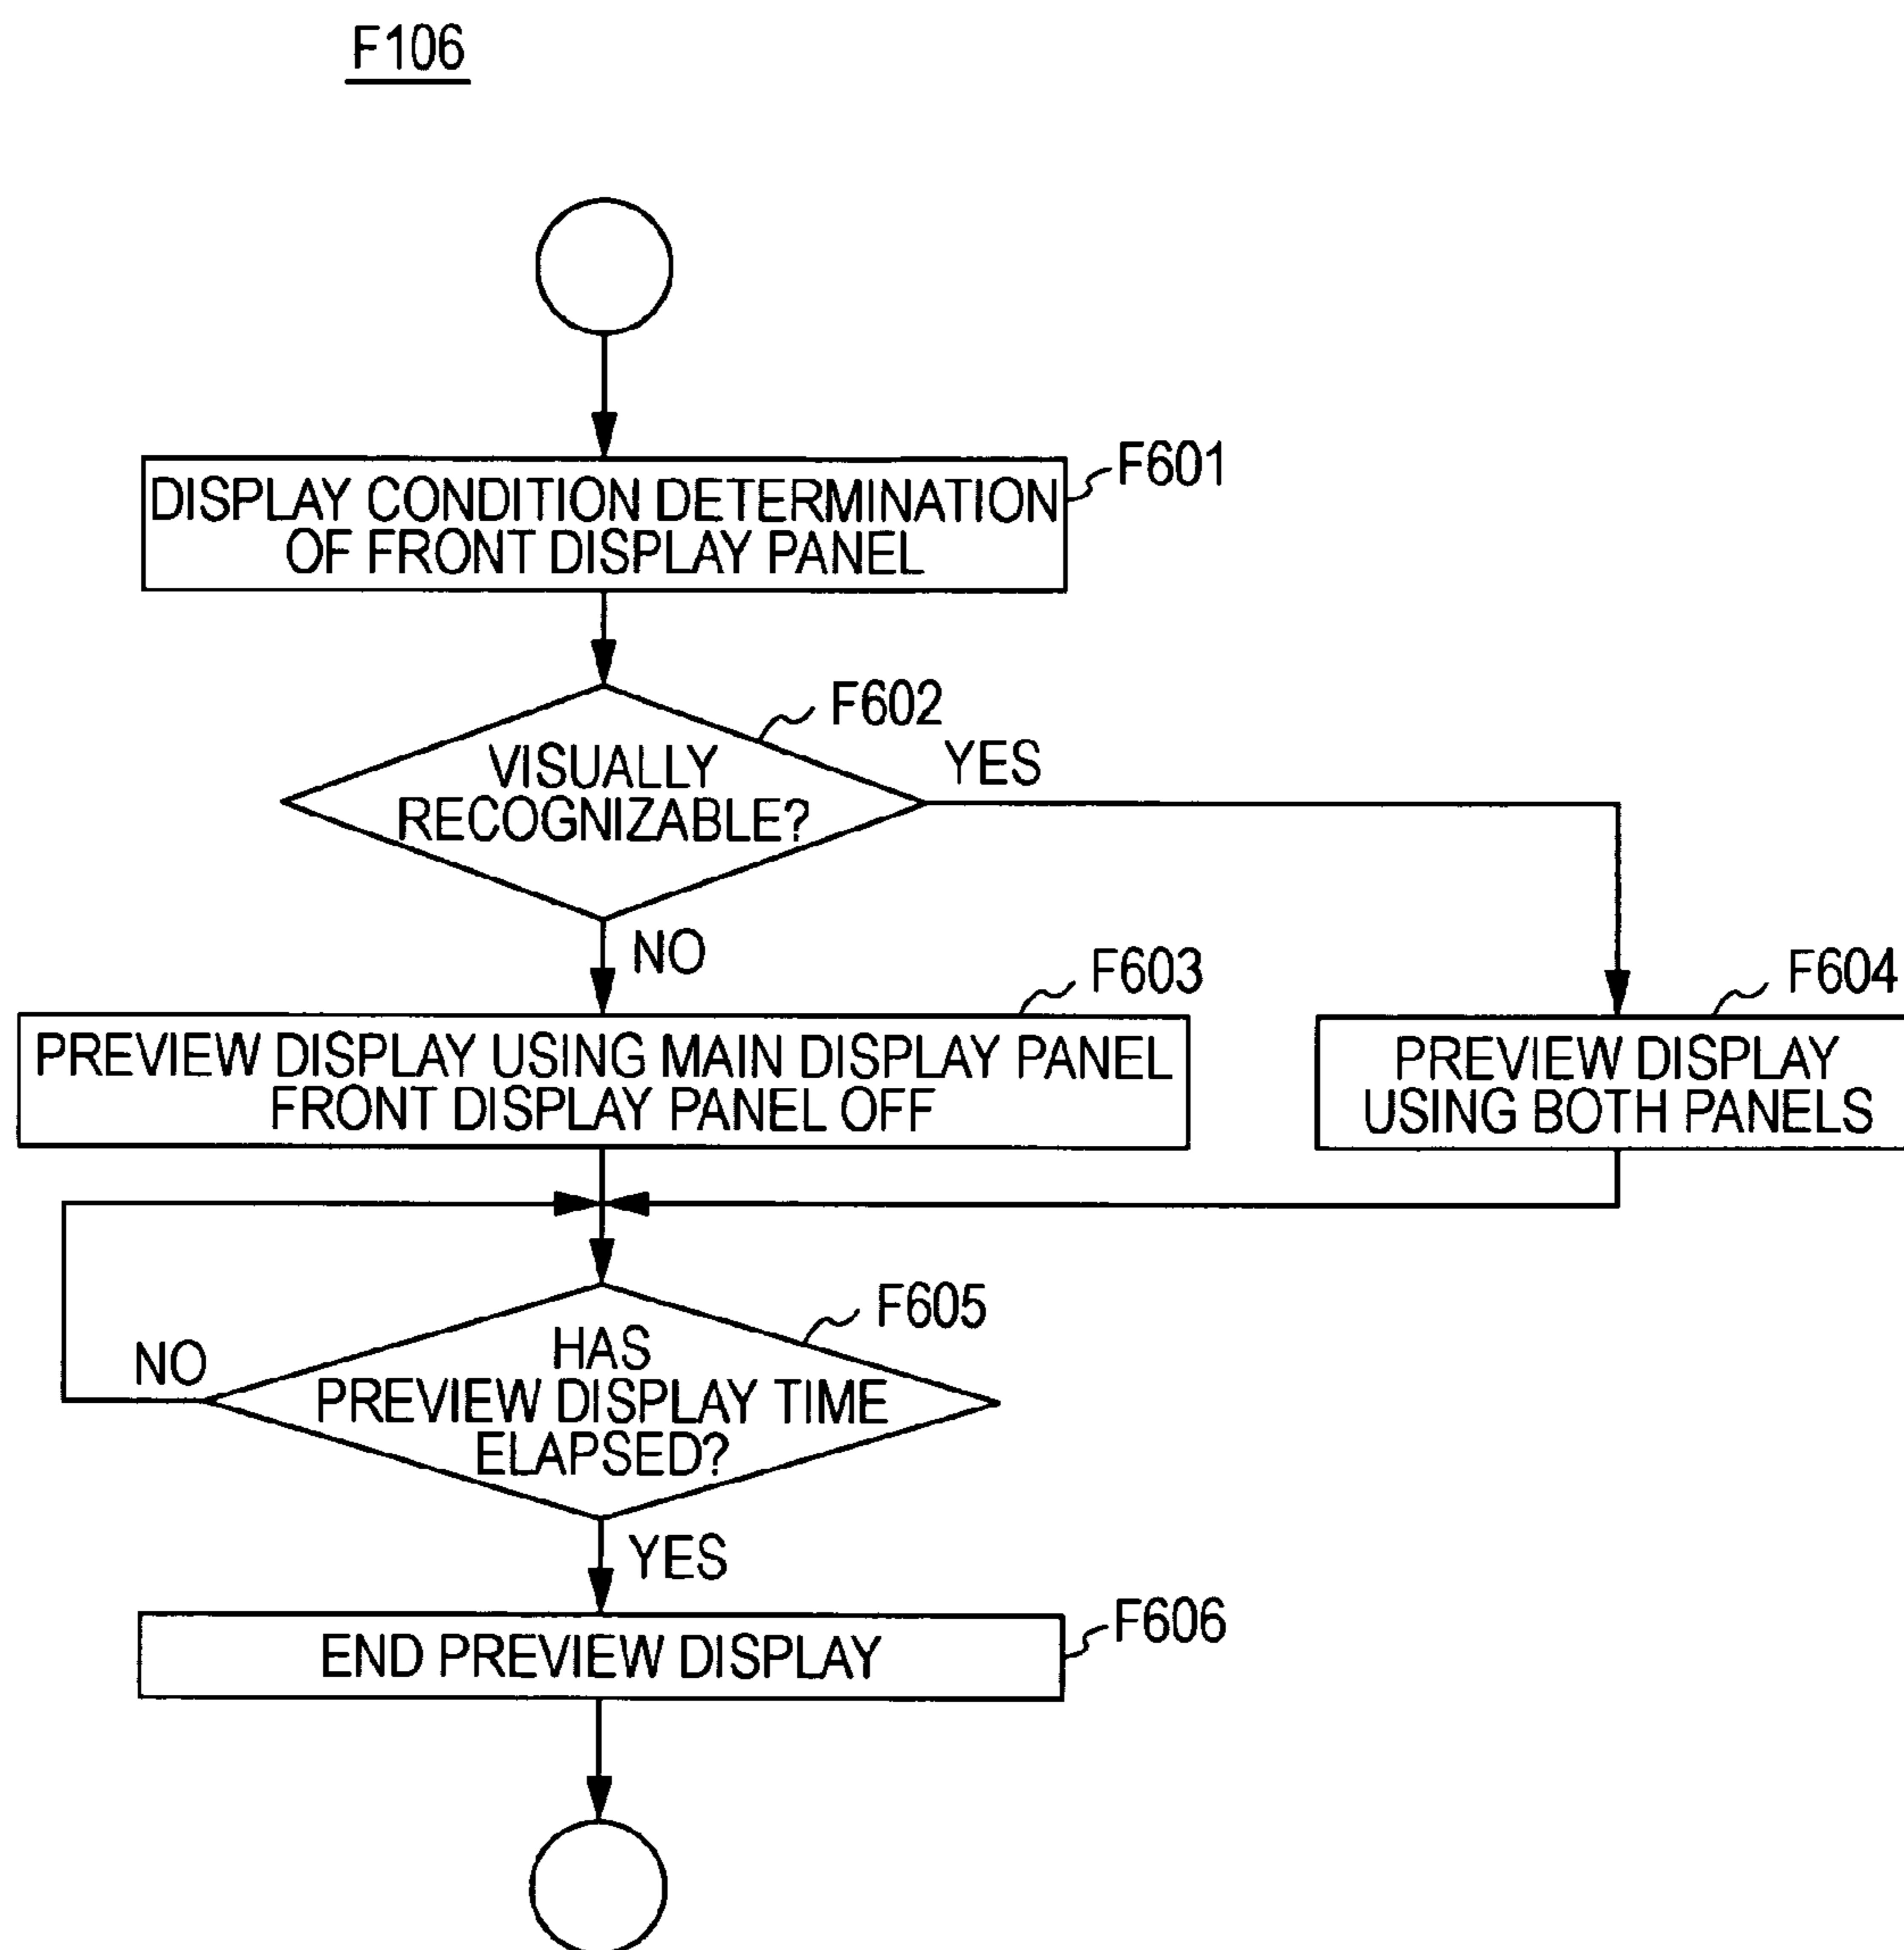 F106
F601
DISPLAY CONDITION DETERMINATION
OF FRONT DISPLAY PANEL
F602
VISUALLY
RECOGNIZABLE?
YES
NO
F603
PREVIEW DISPLAY USING MAIN DISPLAY PANEL
FRONT DISPLAY PANEL OFF
F604
PREVIEW DISPLAY
USING BOTH PANELS
F605
HAS
PREVIEW DISPLAY TIME
ELAPSED?
NO
YES
F606
END PREVIEW DISPLAY